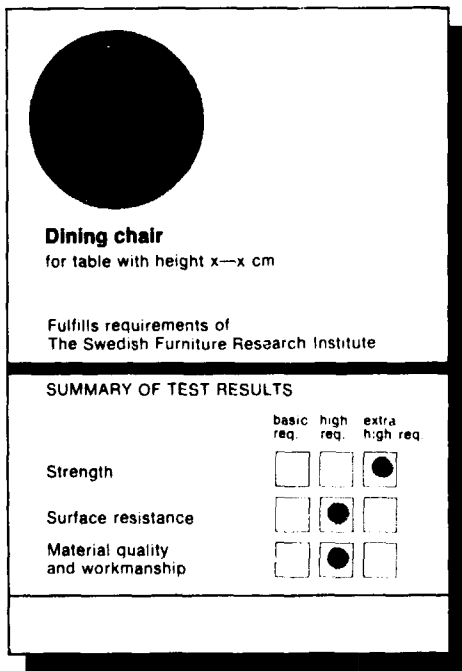 Dining chair
for table with height x—x cm
Fulfills requirements of
The Swedish Furniture Research Institute
SUMMARY OF TEST RESULTS
basic high extra
req. req. high req.
Strength
Surface resistance
Material quality
and workmanship